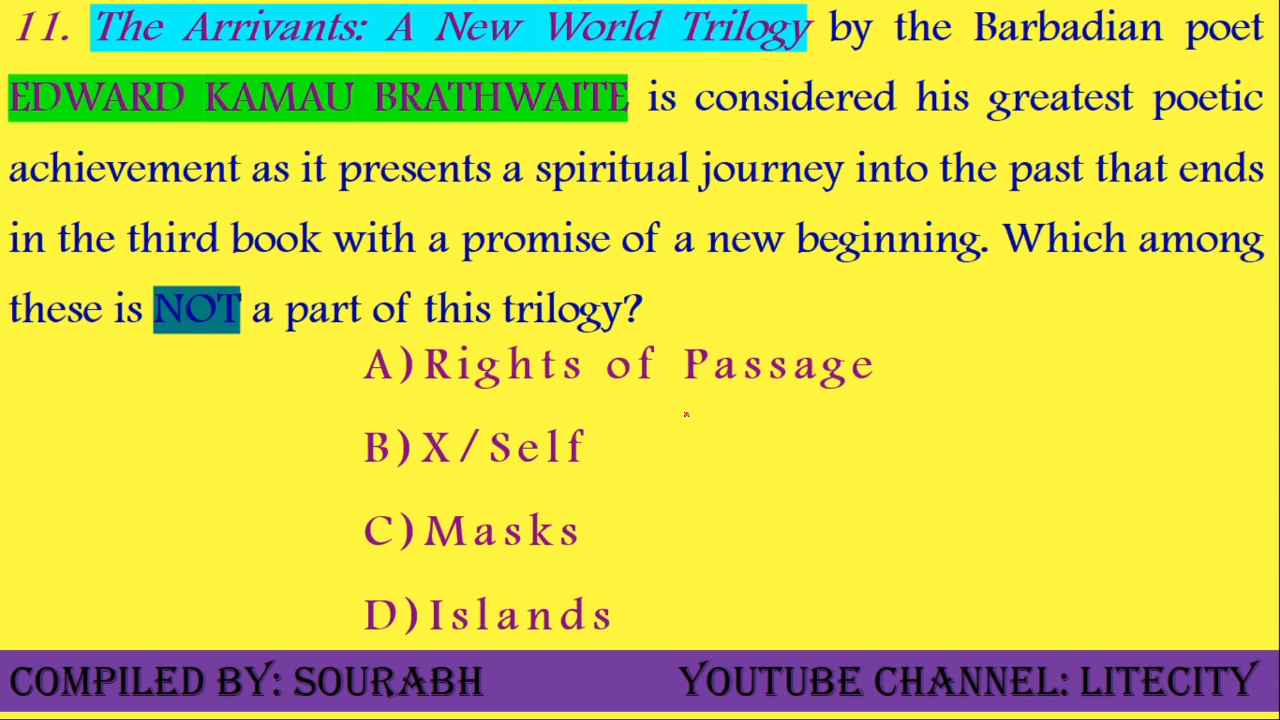 11. The Arrivants: A New World Trilogy by the Barbadian poet
EDWARD KAMAU BRATHWAITE is considered his greatest poetic
achievement as it presents a spiritual journey into the past that ends
in the third book with a promise of a new beginning. Which among
these is NOT a part of this trilogy?
A) Rights of Passage
B) X/Self
C) Masks
D) Islands
COMPILED BY: SOURABH YOUTUBE CHANNEL: LITECITY